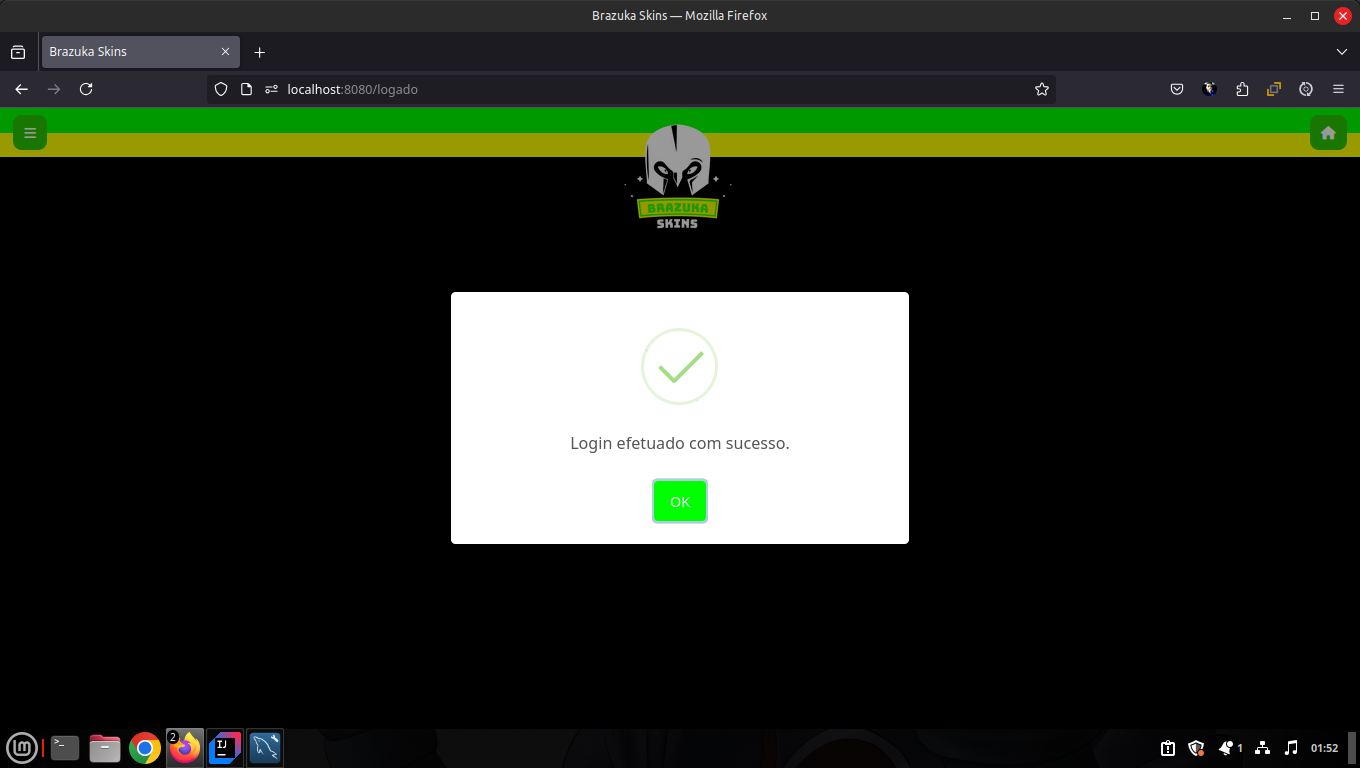 Brazuka Skins — Mozilla Firefox
Brazuka Skins
localhost:8080/logado
BRAZUKA
SKINS
Login efetuado com sucesso.
OK
2
>_
IJ
1
01:52